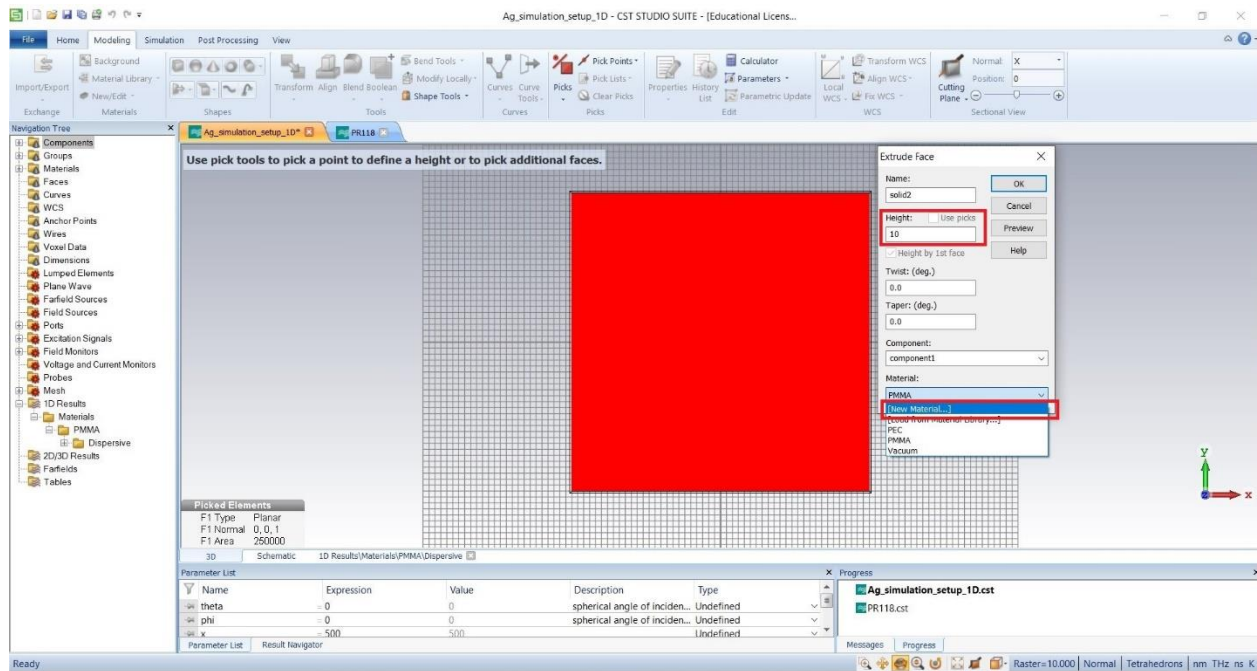 Ag_simulation_setup_1D - CST STUDIO SUITE - [Educational Licens...
File Home Modeling Simulation Post Processing View
Import/Export
Exchange
Background
Material Library
New/Edit
Materials
Shapes
Transform Align Blend Boolean
Bend Tools
Modify Locally
Shape Tools
Tools
Curves Curve Tools
Curves
Picks
Pick Points
Pick Lists
Clear Picks
Picks
Properties History List
Calculator
Parameters
Parametric Update
Edit
Local WCS
Transform WCS
Align WCS
Fix WCS
WCS
Cutting Plane
Normal: X
Position: 0
Sectional View
Navigation Tree
Components
Groups
Materials
Faces
Curves
WCS
Anchor Points
Wires
Voxel Data
Dimensions
Lumped Elements
Plane Wave
Farfield Sources
Field Sources
Ports
Excitation Signals
Field Monitors
Voltage and Current Monitors
Probes
Mesh
1D Results
Materials
PMMA
Dispersive
2D/3D Results
Farfields
Tables
Ag_simulation_setup_1D* PR118
Use pick tools to pick a point to define a height or to pick additional faces.
Extrude Face
Name:
solid2
OK
Cancel
Preview
Help
Height: Use picks
10
Height by 1st face
Twist: (deg.)
0.0
Taper: (deg.)
0.0
Component:
component1
Material:
PMMA
[New Material...]
[Load from Material Library...]
PEC
PMMA
Vacuum
y
x
Picked Elements
F1 Type Planar
F1 Normal 0, 0, 1
F1 Area 250000
3D Schematic 1D Results\Materials\PMMA\Dispersive
Parameter List
Name Expression Value Description Type
theta = 0 0 spherical angle of inciden... Undefined
phi = 0 0 spherical angle of inciden... Undefined
x = 500 500 Undefined
Parameter List Result Navigator
Progress
Ag_simulation_setup_1D.cst
PR118.cst
Messages Progress
Ready
Raster=10.000 Normal Tetrahedrons nm THz ns K